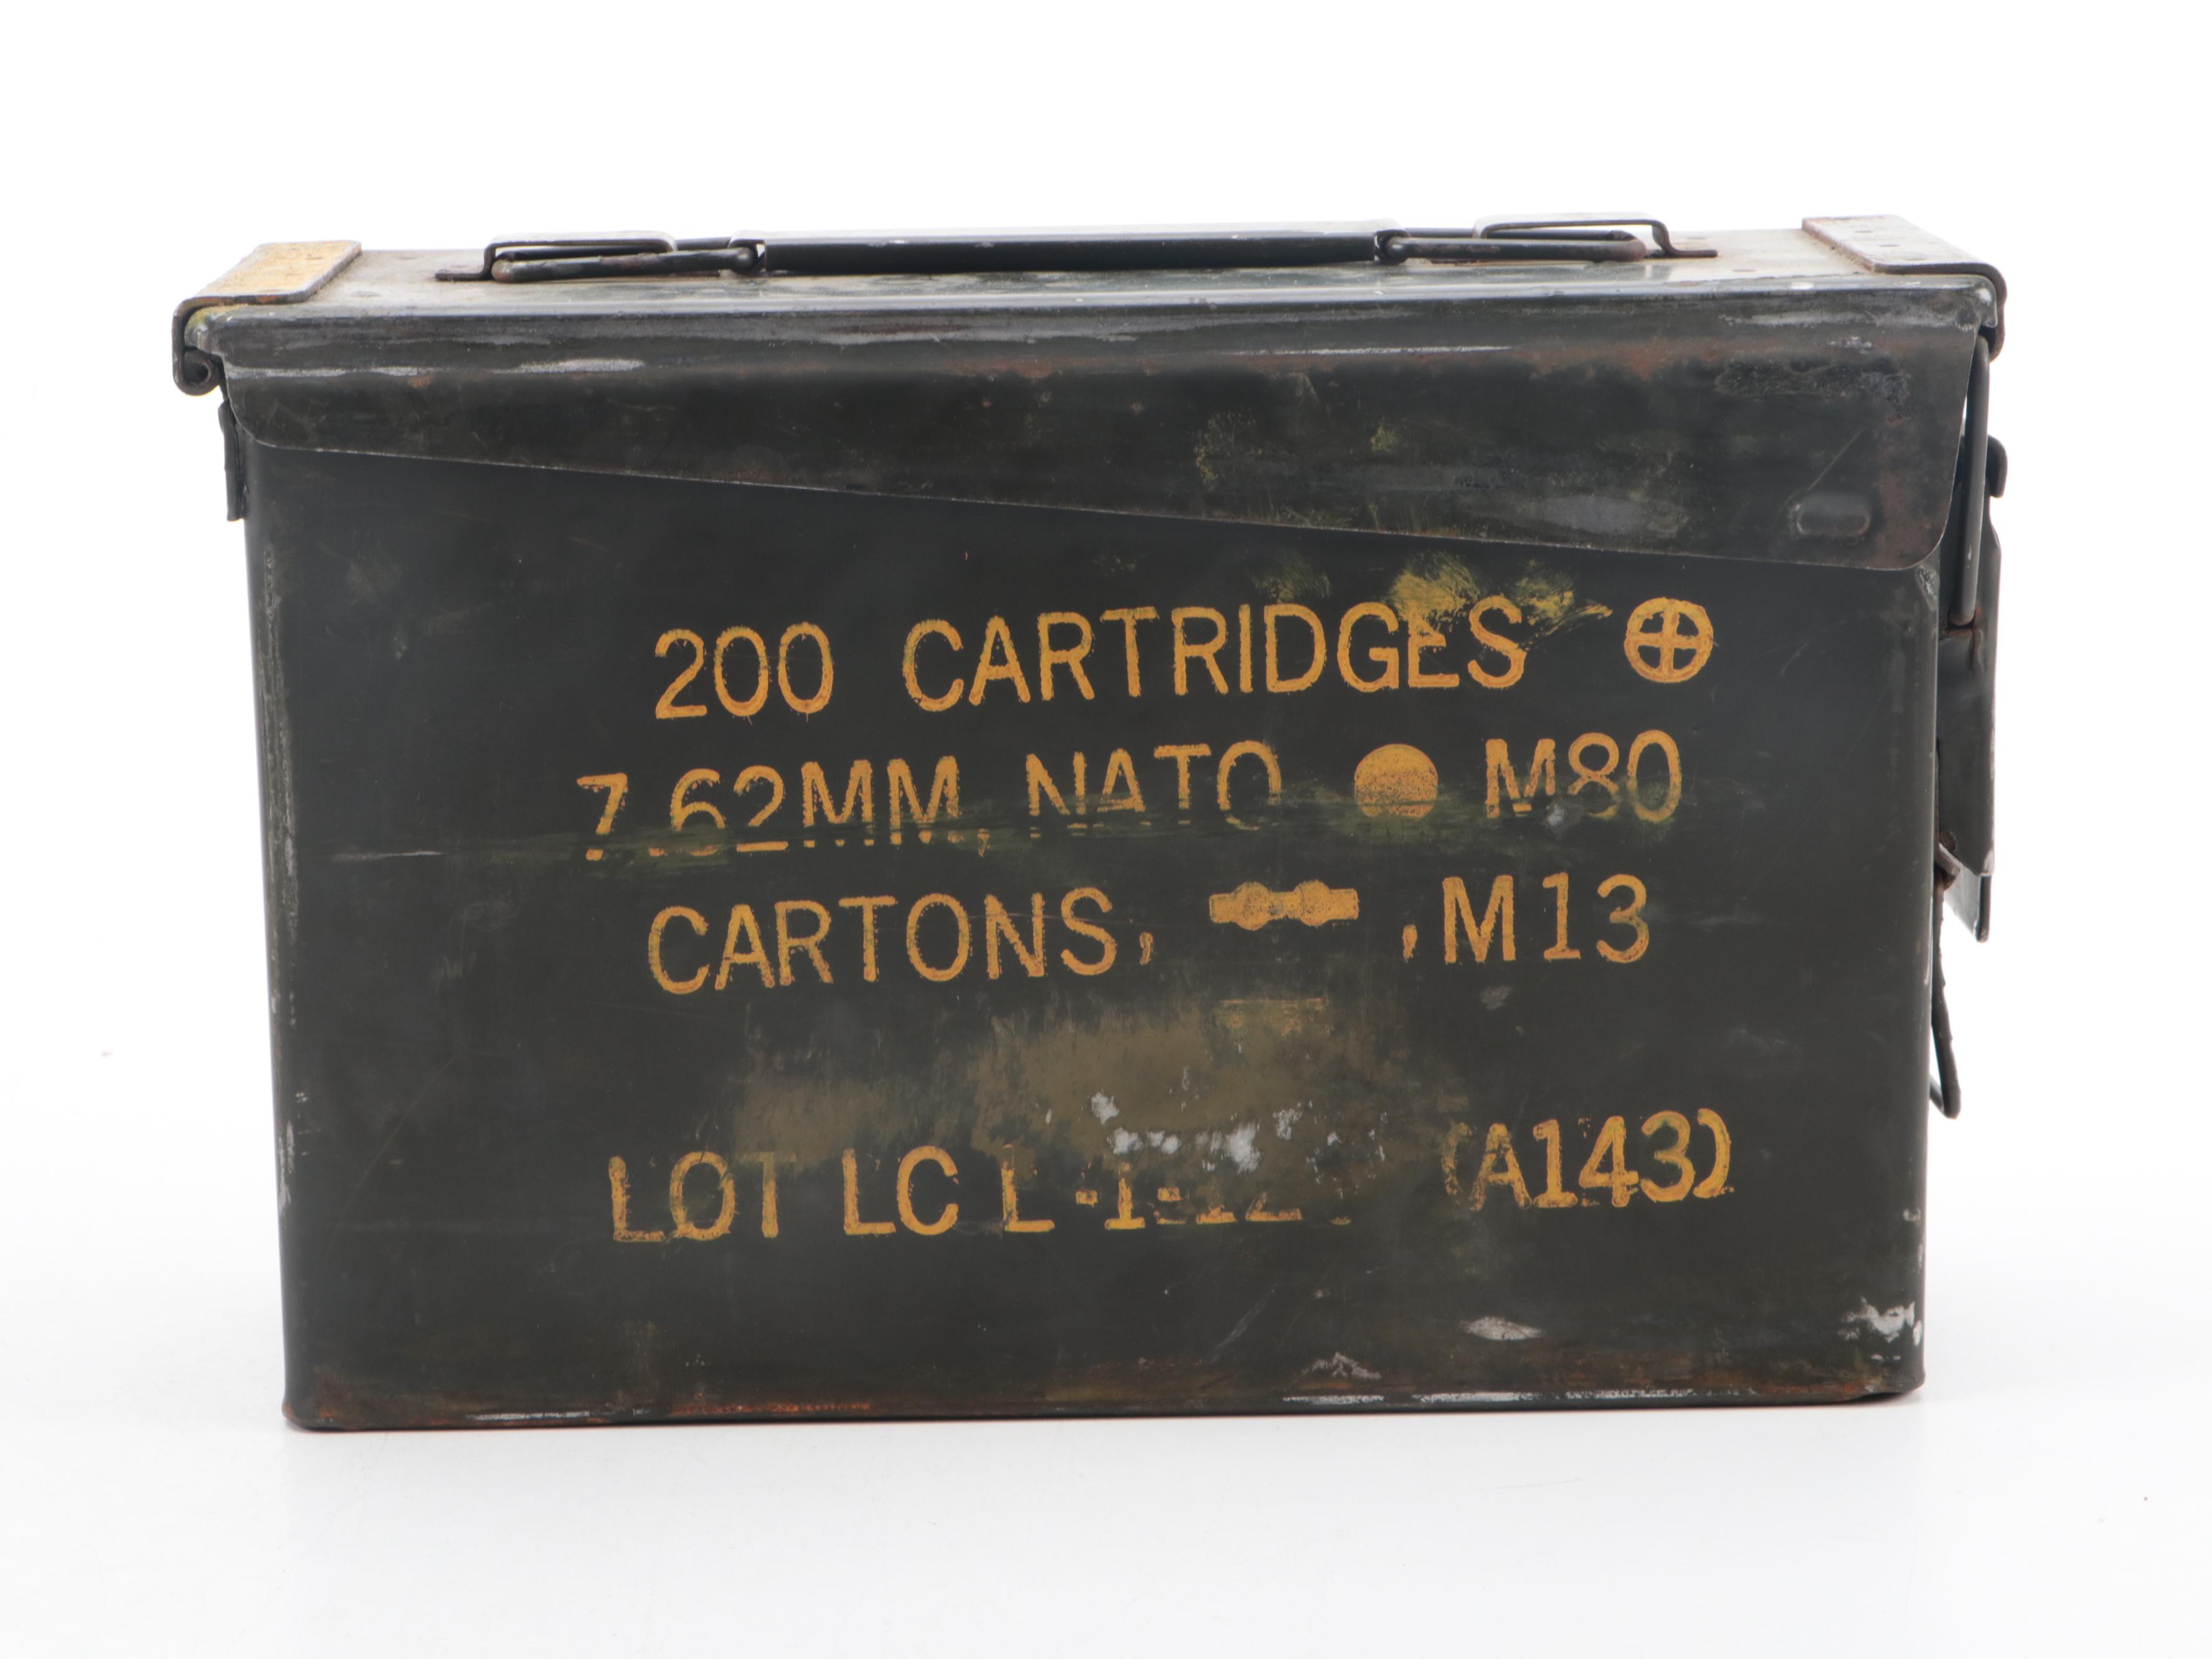 200 CARTRIDGES
7.62MM, NATO M80
CARTONS, , M13
LOT LC L (A143)